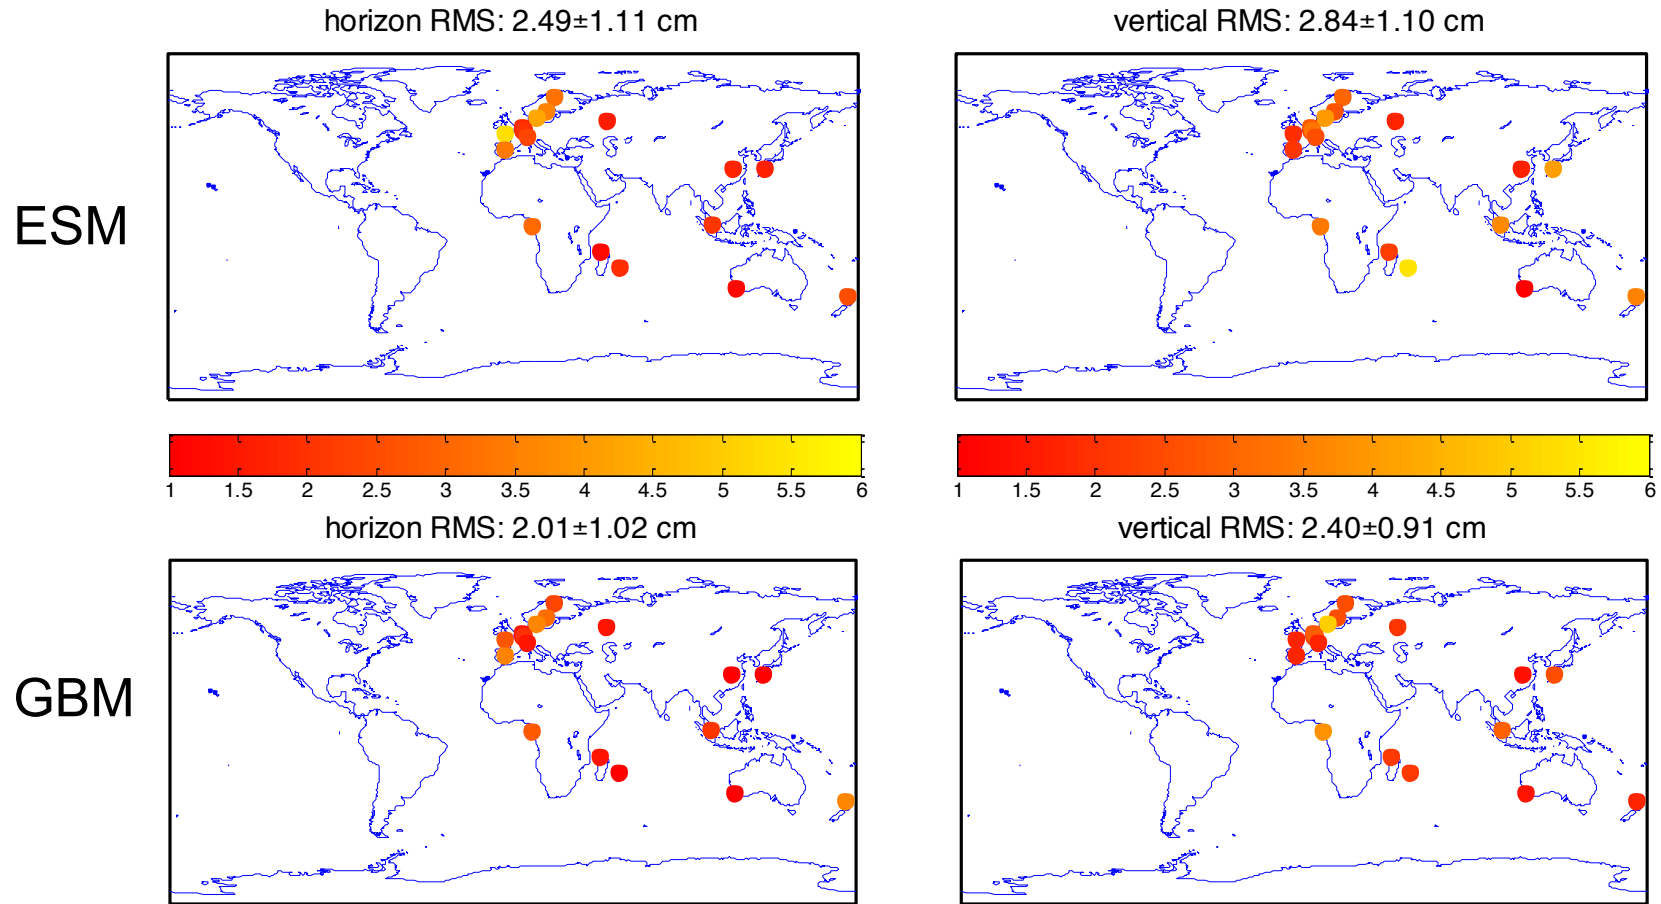 horizon RMS: 2.49±1.11 cm
vertical RMS: 2.84±1.10 cm
ESM
1 1.5 2 2.5 3 3.5 4 4.5 5 5.5 6
1 1.5 2 2.5 3 3.5 4 4.5 5 5.5 6
horizon RMS: 2.01±1.02 cm
vertical RMS: 2.40±0.91 cm
GBM